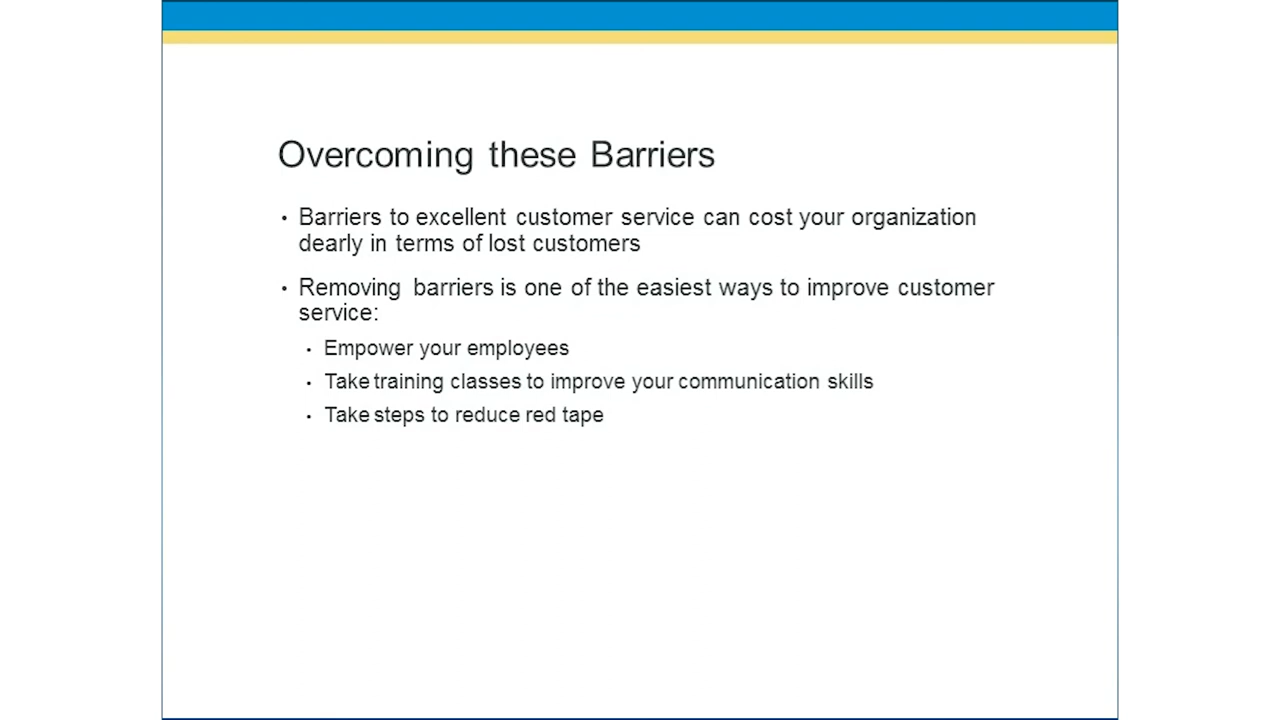 Overcoming these Barriers
• Barriers to excellent customer service can cost your organization
dearly in terms of lost customers
• Removing barriers is one of the easiest ways to improve customer
service:
• Empower your employees
• Take training classes to improve your communication skills
• Take steps to reduce red tape